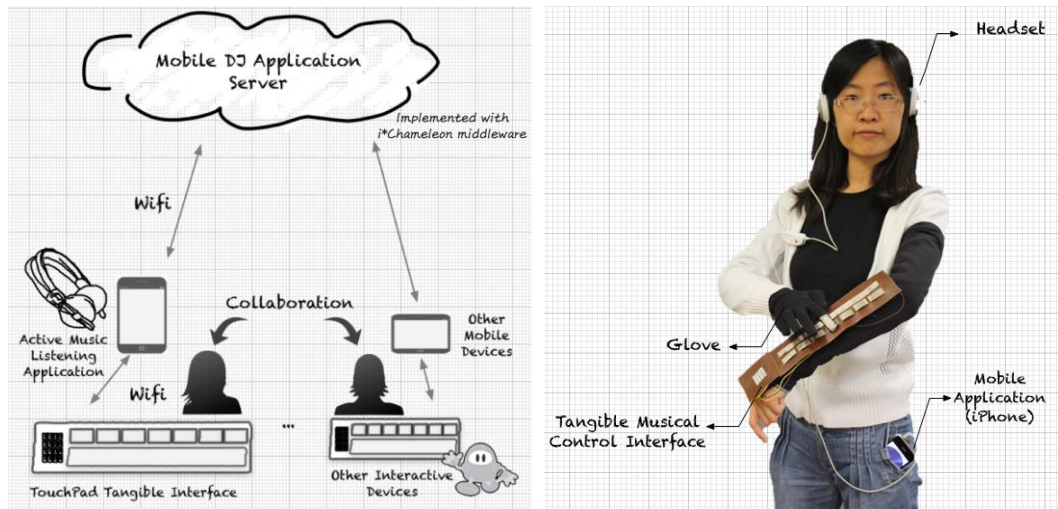 Mobile DJ Application
Server
Implemented with
i*Chameleon middleware
Wifi
Collaboration
Active Music
Listening
Application
Other
Mobile
Devices
Wifi
...
TouchPad Tangible Interface
Other Interactive
Devices
Headset
Glove
Tangible Musical
Control Interface
Mobile
Application
(iPhone)